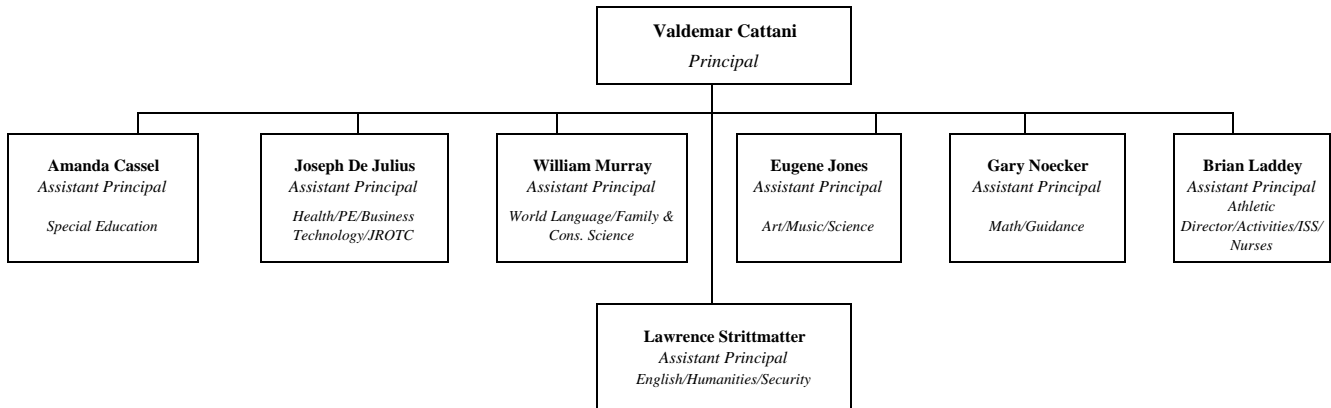 Valdemar Cattani
Principal
Amanda Cassel
Assistant Principal
Special Education
Joseph De Julius
Assistant Principal
Health/PE/Business
Technology/JROTC
William Murray
Assistant Principal
World Language/Family &
Cons. Science
Eugene Jones
Assistant Principal
Art/Music/Science
Gary Noecker
Assistant Principal
Math/Guidance
Brian Laddey
Assistant Principal
Athletic
Director/Activities/ISS/
Nurses
Lawrence Strittmatter
Assistant Principal
English/Humanities/Security